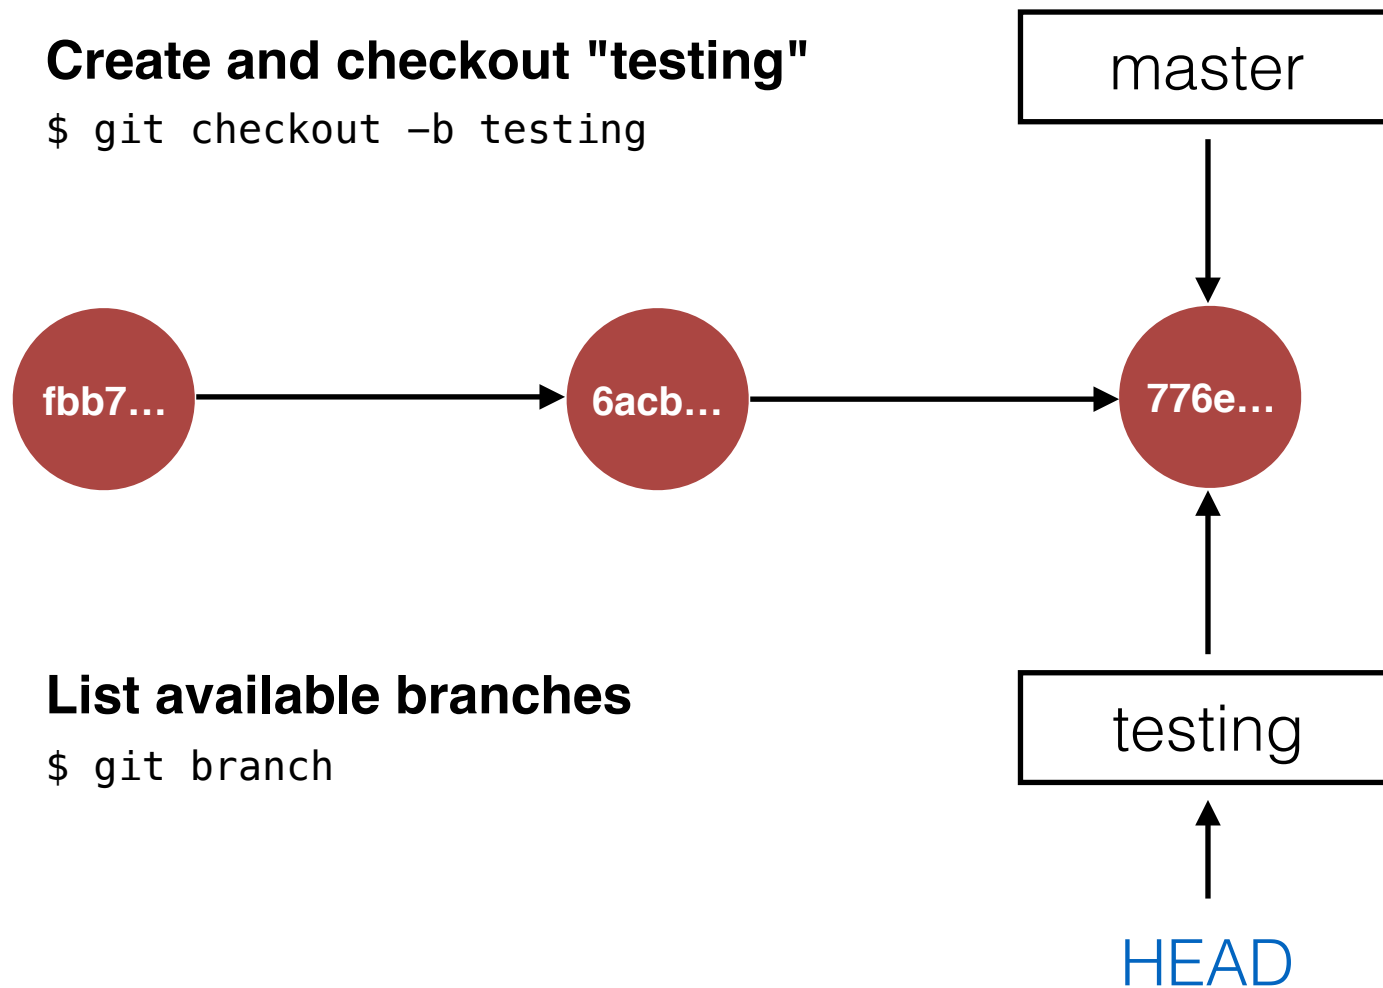 Create and checkout "testing"
$ git checkout –b testing
master
fbb7…
6acb…
776e…
List available branches
$ git branch
testing
HEAD